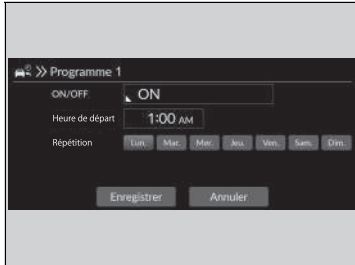 >> Programme 1
ON/OFF ON
Heure de départ 1:00 AM
Répétition Lun. Mar. Mer. Jeu. Ven. Sam. Dim.
Enregistrer Annuler